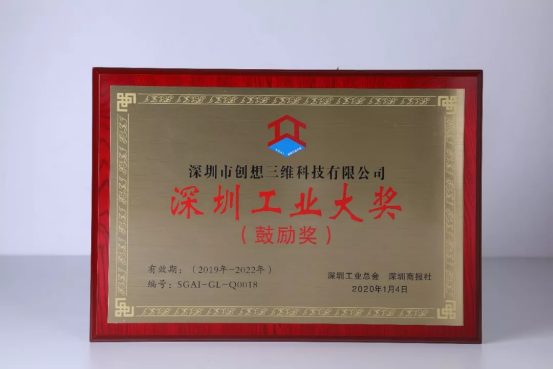 深圳市创想三维科技有限公司
深圳工业大奖
（鼓励奖）
有效期：（2019年-2022年）
编号：SGAI-GL-Q0018
深圳工业总会 深圳商报社
2020年1月4日